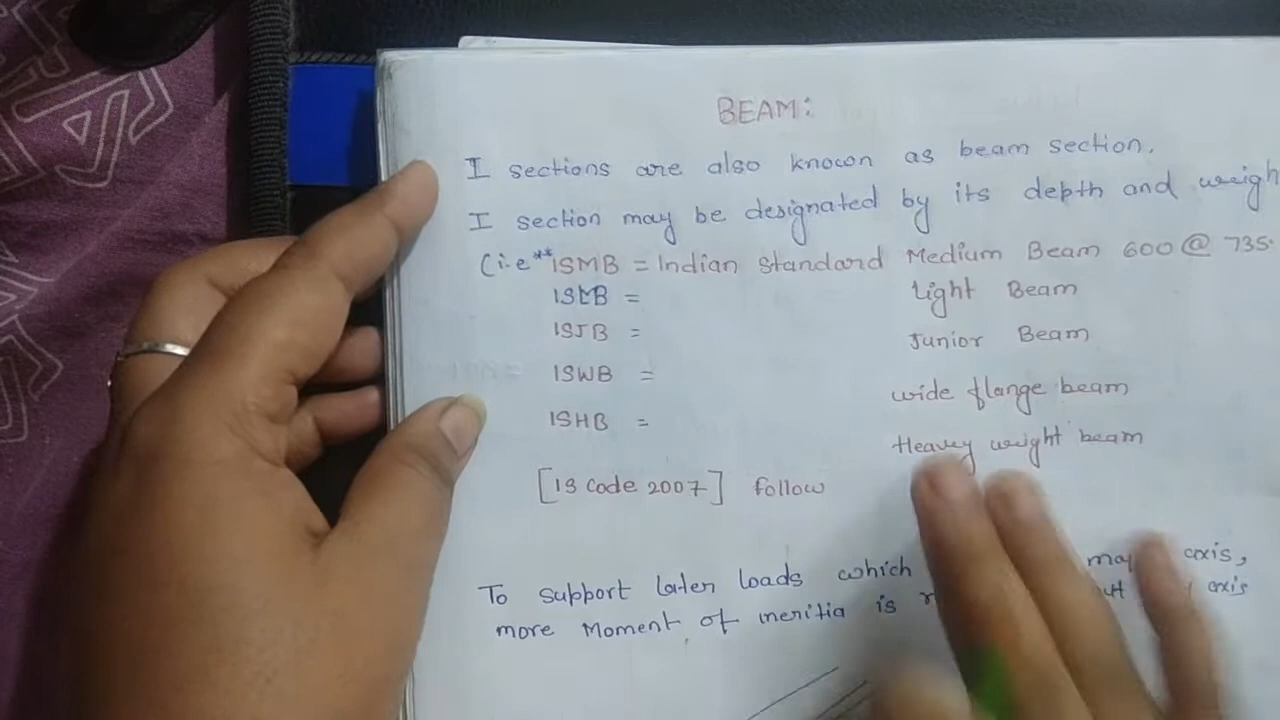 BEAM:
I sections are also known as beam section.
I section may be designated by its depth and weigh
(i.e **ISMB = Indian Standard Medium Beam 600 @ 735.
ISLB = Light Beam
ISJB = Junior Beam
ISWB = wide flange beam
ISHB = Heavey weight beam
[IS Code 2007] follow
To support later loads which axis,
more Moment of ineritia is axis